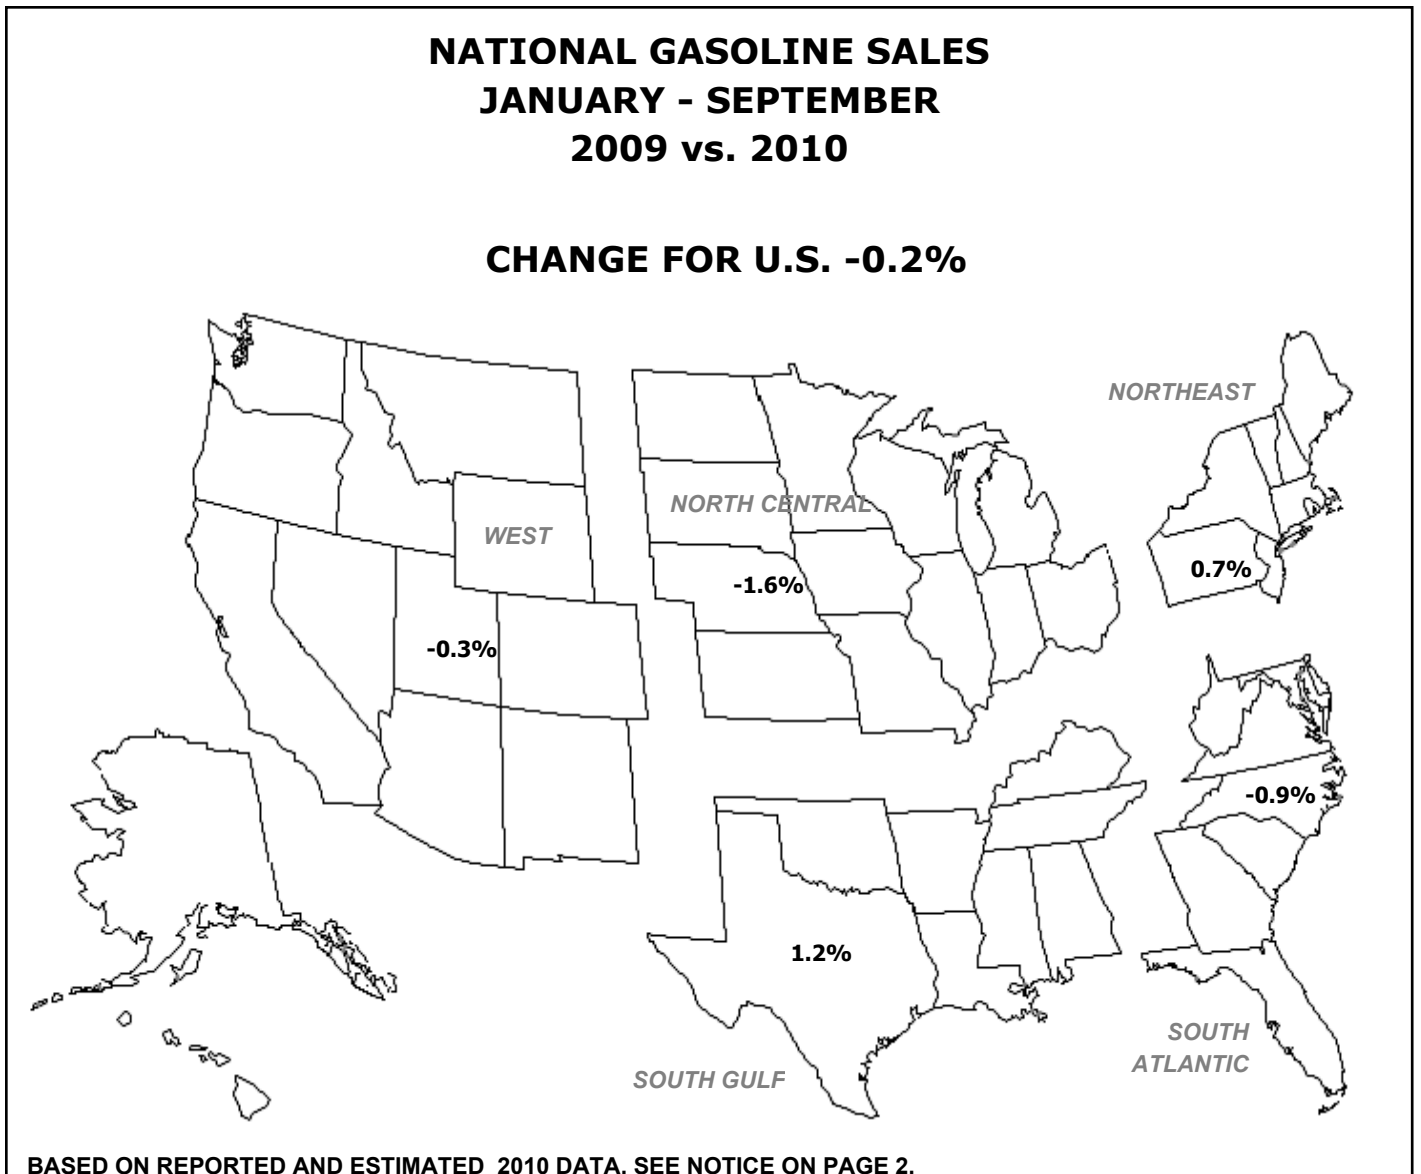 NATIONAL GASOLINE SALES
JANUARY - SEPTEMBER
2009 vs. 2010
CHANGE FOR U.S. -0.2%
NORTHEAST
NORTH CENTRAL
WEST
0.7%
-1.6%
-0.3%
-0.9%
1.2%
SOUTH
ATLANTIC
SOUTH GULF
BASED ON REPORTED AND ESTIMATED  2010 DATA. SEE NOTICE ON PAGE 2.